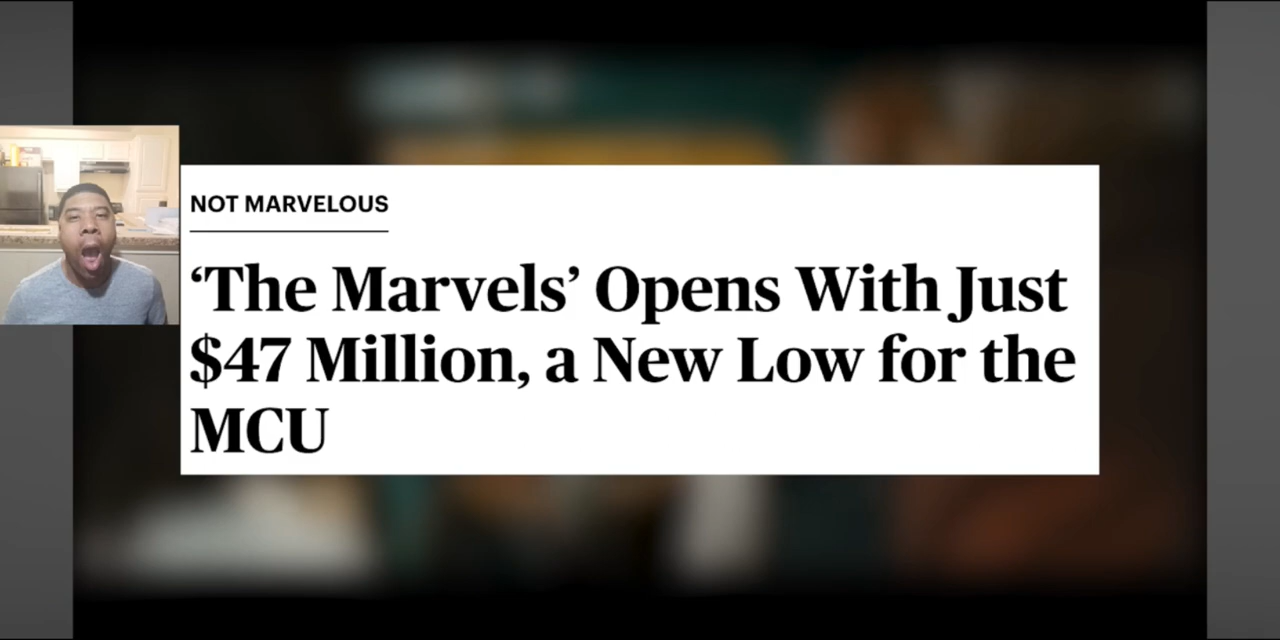 NOT MARVELOUS
‘The Marvels’ Opens With Just
$47 Million, a New Low for the
MCU